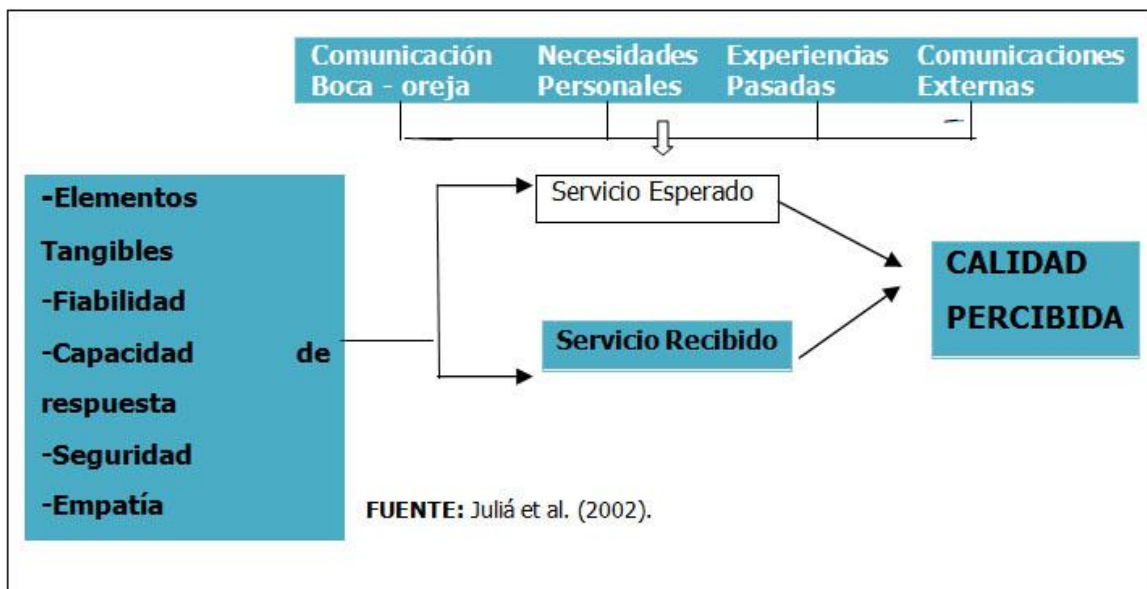 Comunicación Necesidades Experiencias Comunicaciones
Boca - oreja Personales Pasadas Externas
-Elementos
Tangibles
-Fiabilidad
-Capacidad de
respuesta
-Seguridad
-Empatía
Servicio Esperado
Servicio Recibido
CALIDAD
PERCIBIDA
FUENTE: Juliá et al. (2002).